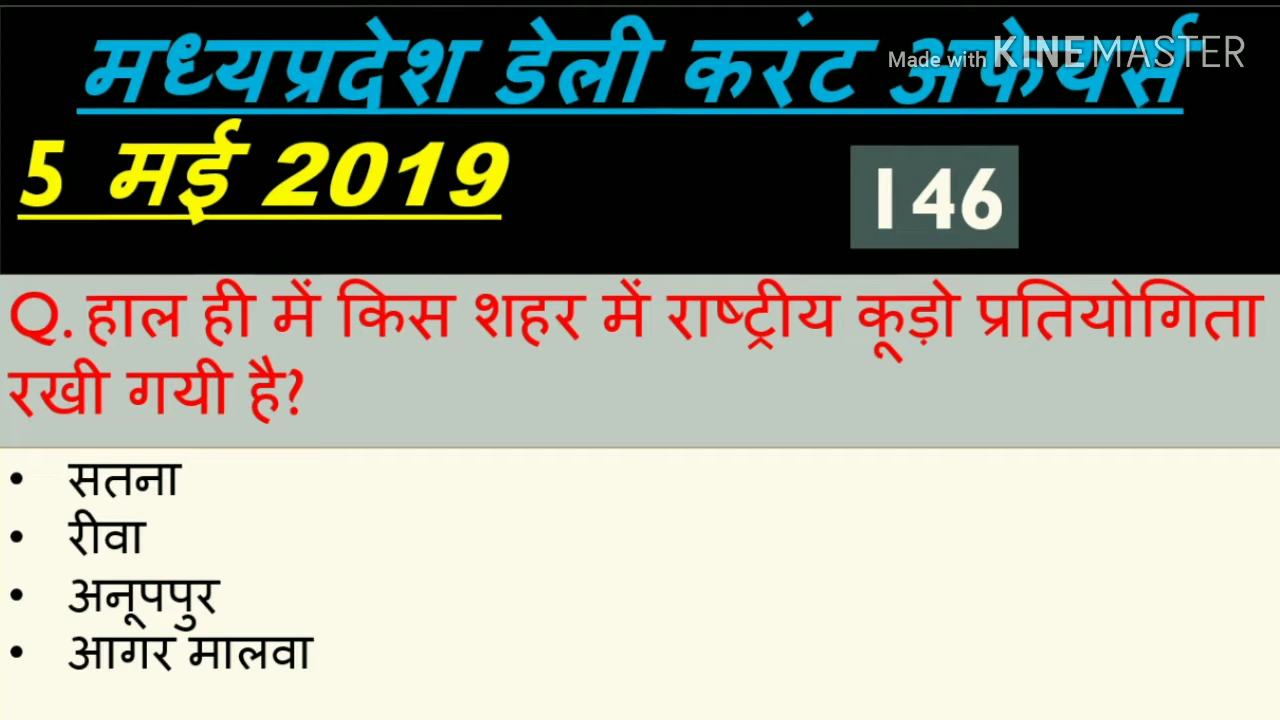 मध्यप्रदेश डेली करंट अफेयर्स
Made with KINEMASTER
5 मई 2019
146
Q. हाल ही में किस शहर में राष्ट्रीय कूड़ो प्रतियोगिता
रखी गयी है?
• सतना
• रीवा
• अनूपपुर
• आगर मालवा